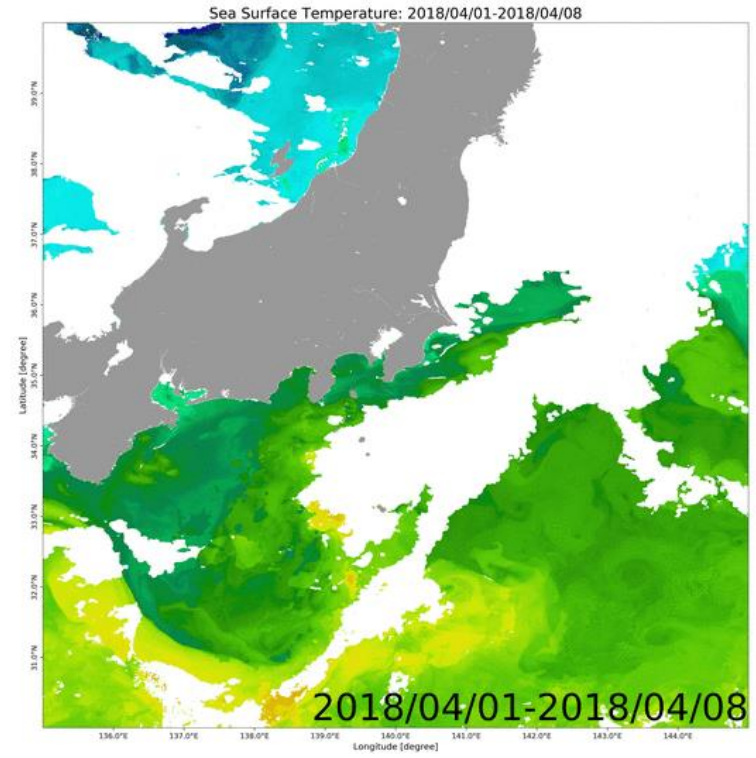 Sea Surface Temperature: 2018/04/01-2018/04/08
39.0°N
38.0°N
37.0°N
36.0°N
35.0°N
34.0°N
33.0°N
32.0°N
31.0°N
Latitude [degree]
2018/04/01-2018/04/08
136.0°E 137.0°E 138.0°E 139.0°E 140.0°E 141.0°E 142.0°E 143.0°E 144.0°E
Longitude [degree]